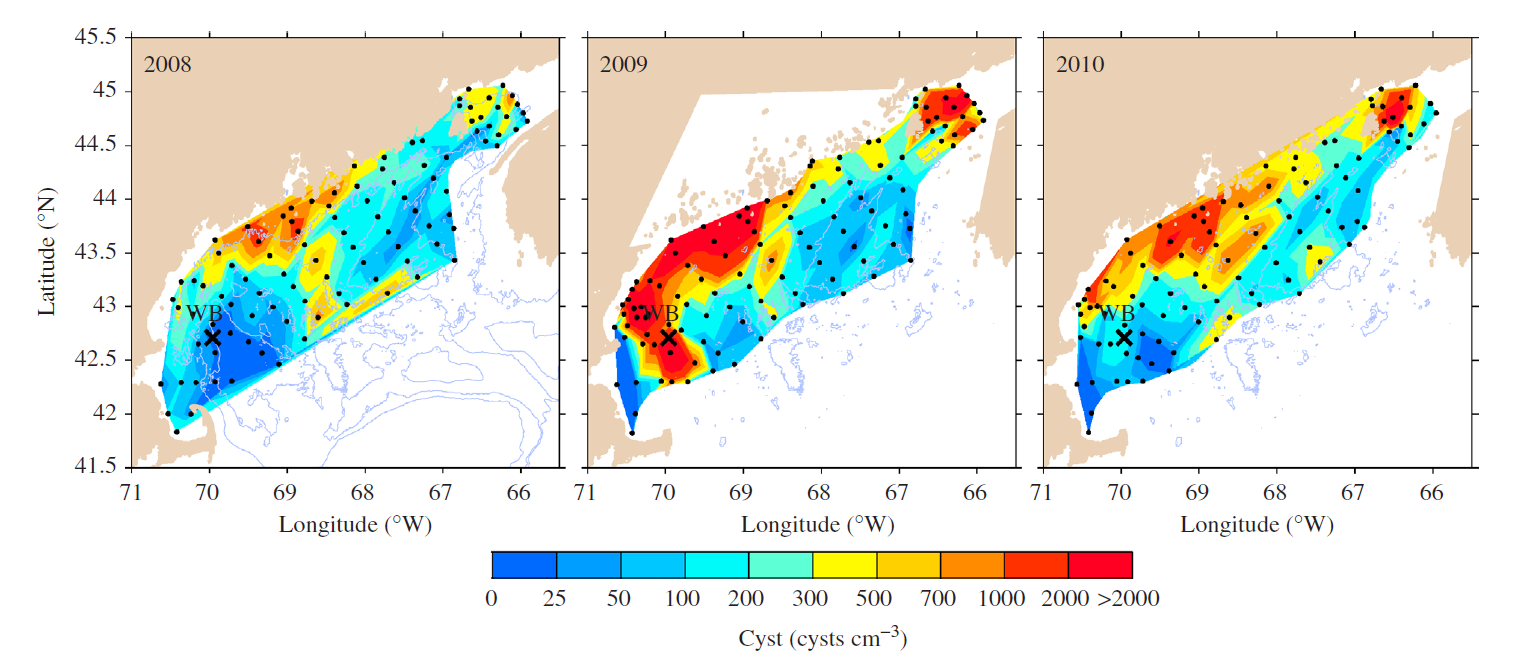 2008
2009
2010
45.5
45
44.5
44
43.5
43
42.5
42
41.5
Latitude (°N)
WB
WB
WB
71 70 69 68 67 66
71 70 69 68 67 66
71 70 69 68 67 66
Longitude (°W)
Longitude (°W)
Longitude (°W)
0 25 50 100 200 300 500 700 1000 2000 >2000
Cyst (cysts cm⁻³)